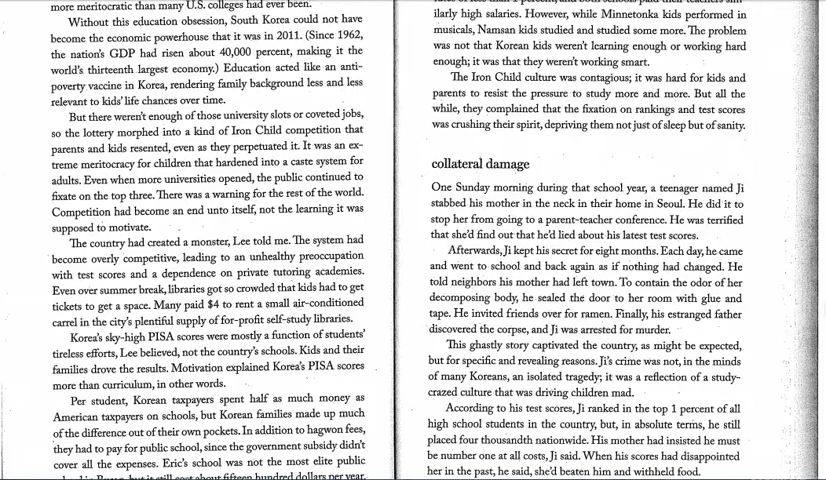 more meritocratic than many U.S. colleges had ever been.
Without this education obsession, South Korea could not have
become the economic powerhouse that it was in 2011. (Since 1962,
the nation's GDP had risen about 40,000 percent, making it the
world's thirteenth largest economy.) Education acted like an anti-
poverty vaccine in Korea, rendering family background less and less
relevant to kids' life chances over time.
But there weren't enough of those university slots or coveted jobs,
so the lottery morphed into a kind of Iron Child competition that
parents and kids resented, even as they perpetuated it. It was an ex-
treme meritocracy for children that hardened into a caste system for
adults. Even when more universities opened, the public continued to
fixate on the top three. There was a warning for the rest of the world.
Competition had become an end unto itself, not the learning it was
supposed to motivate.
The country had created a monster, Lee told me. The system had
become overly competitive, leading to an unhealthy preoccupation
with test scores and a dependence on private tutoring academies.
Even over summer break, libraries got so crowded that kids had to get
tickets to get a space. Many paid $4 to rent a small air-conditioned
carrel in the city's plentiful supply of for-profit self-study libraries.
Korea's sky-high PISA scores were mostly a function of students'
tireless efforts, Lee believed, not the country's schools. Kids and their
families drove the results. Motivation explained Korea's PISA scores
more than curriculum, in other words.
Per student, Korean taxpayers spent half as much money as
American taxpayers on schools, but Korean families made up much
of the difference out of their own pockets. In addition to hagwon fees,
they had to pay for public school, since the government subsidy didn't
cover all the expenses. Eric's school was not the most elite public
but it still cost about fifteen hundred dollars per year.
ilarly high salaries. However, while Minnetonka kids performed in
musicals, Namsan kids studied and studied some more. The problem
was not that Korean kids weren't learning enough or working hard
enough; it was that they weren't working smart.
The Iron Child culture was contagious; it was hard for kids and
parents to resist the pressure to study more and more. But all the
while, they complained that the fixation on rankings and test scores
was crushing their spirit, depriving them not just of sleep but of sanity.
collateral damage
One Sunday morning during that school year, a teenager named Ji
stabbed his mother in the neck in their home in Seoul. He did it to
stop her from going to a parent-teacher conference. He was terrified
that she'd find out that he'd lied about his latest test scores.
Afterwards, Ji kept his secret for eight months. Each day, he came
and went to school and back again as if nothing had changed. He
told neighbors his mother had left town. To contain the odor of her
decomposing body, he sealed the door to her room with glue and
tape. He invited friends over for ramen. Finally, his estranged father
discovered the corpse, and Ji was arrested for murder.
This ghastly story captivated the country, as might be expected,
but for specific and revealing reasons. Ji's crime was not, in the minds
of many Koreans, an isolated tragedy; it was a reflection of a study-
crazed culture that was driving children mad.
According to his test scores, Ji ranked in the top 1 percent of all
high school students in the country, but, in absolute terms, he still
placed four thousandth nationwide. His mother had insisted he must
be number one at all costs, Ji said. When his scores had disappointed
her in the past, he said, she'd beaten him and withheld food.